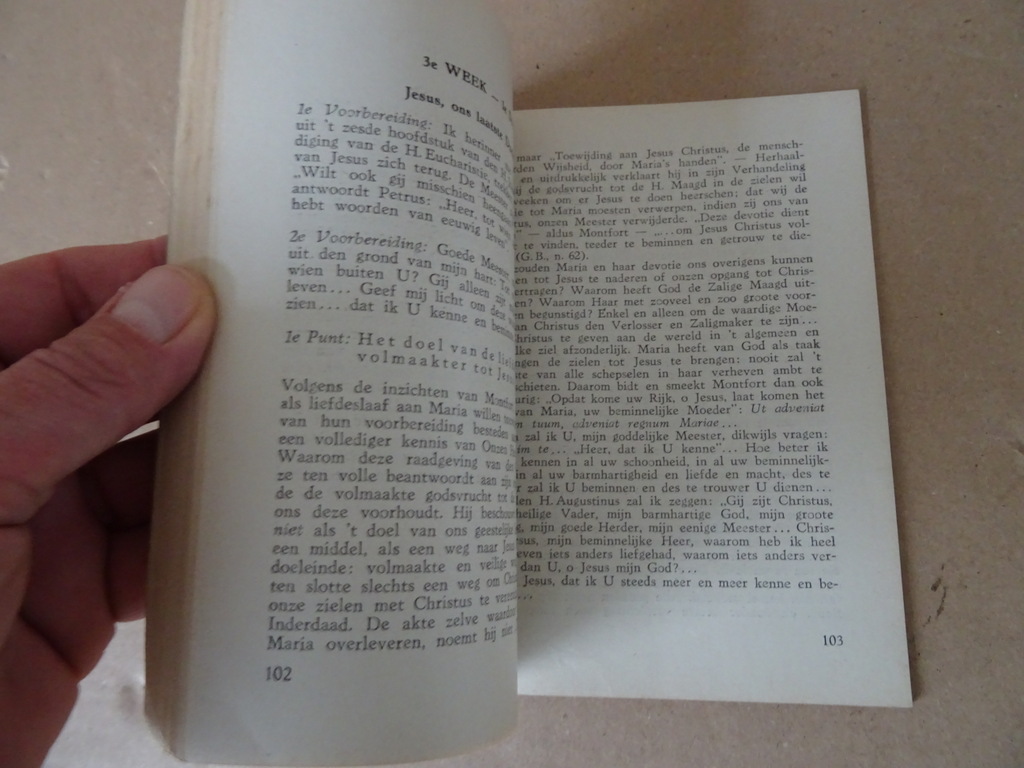 3e WEEK –
Jesus, ons laatste
1e Voorbereiding: Ik herinner
uit 't zesde hoofdstuk van den
diging van de H. Eucharistie,
van Jesus zich terug. De Meester
„Wilt ook gij misschien
antwoordt Petrus: „Heer, tot
hebt woorden van eeuwig leven"
2e Voorbereiding: Goede Meester
uit den grond van mijn hart:
wien buiten U? Gij alleen zijt
leven... Geef mij licht om deze
zien... dat ik U kenne en
1e Punt: Het doel van de
volmaakter tot
Volgens de inzichten van Montfort
als liefdeslaaf aan Maria willen
van hun voorbereiding besteden
een vollediger kennis van Onzen
Waarom deze raadgeving van
ze ten volle beantwoordt aan
de de volmaakte godsvrucht tot
ons deze voorhoudt. Hij
niet als 't doel van ons
een middel, als een weg naar
doeleinde: volmaakte en veilige
ten slotte slechts een weg om
onze zielen met Christus te
Inderdaad. De akte zelve
Maria overleveren, noemt hij niet
102
maar „Toewijding aan Jesus Christus, de mensch-
den Wijsheid, door Maria's handen". — Herhaal-
en uitdrukkelijk verklaart hij in zijn Verhandeling
de godsvrucht tot de H. Maagd in de zielen wil
om er Jesus te doen heerschen; dat wij de
tot Maria moesten verwerpen, indien zij ons van
onzen Meester verwijderde. „Deze devotie dient
— aldus Montfort — „...om Jesus Christus vol-
te vinden, teeder te beminnen en getrouw te die-
(G.B., n. 62).
zouden Maria en haar devotie ons overigens kunnen
en tot Jesus te naderen of onzen opgang tot Chris-
Waarom heeft God de Zalige Maagd uit-
Waarom Haar met zooveel en zoo groote voor-
begunstigd? Enkel en alleen om de waardige Moe-
Christus den Verlosser en Zaligmaker te zijn...
te geven aan de wereld in 't algemeen en
ziel afzonderlijk. Maria heeft van God als taak
de zielen tot Jesus te brengen: nooit zal 't
van alle schepselen in haar verheven ambt te
Daarom bidt en smeekt Montfort dan ook
„Opdat kome uw Rijk, o Jesus, laat komen het
van Maria, uw beminnelijke Moeder": Ut adveniat
tuum, adveniat regnum Mariae...
zal ik U, mijn goddelijke Meester, dikwijls vragen:
te... „Heer, dat ik U kenne"... Hoe beter ik
kennen in al uw schoonheid, in al uw beminnelijk-
in al uw barmhartigheid en liefde en macht, des te
zal ik U beminnen en des te trouwer U dienen...
H. Augustinus zal ik zeggen: „Gij zijt Christus,
heilige Vader, mijn barmhartige God, mijn groote
mijn goede Herder, mijn eenige Meester... Chris-
mijn beminnelijke Heer, waarom heb ik heel
leven iets anders liefgehad, waarom iets anders ver-
dan U, o Jesus mijn God?...
Jesus, dat ik U steeds meer en meer kenne en be-
103